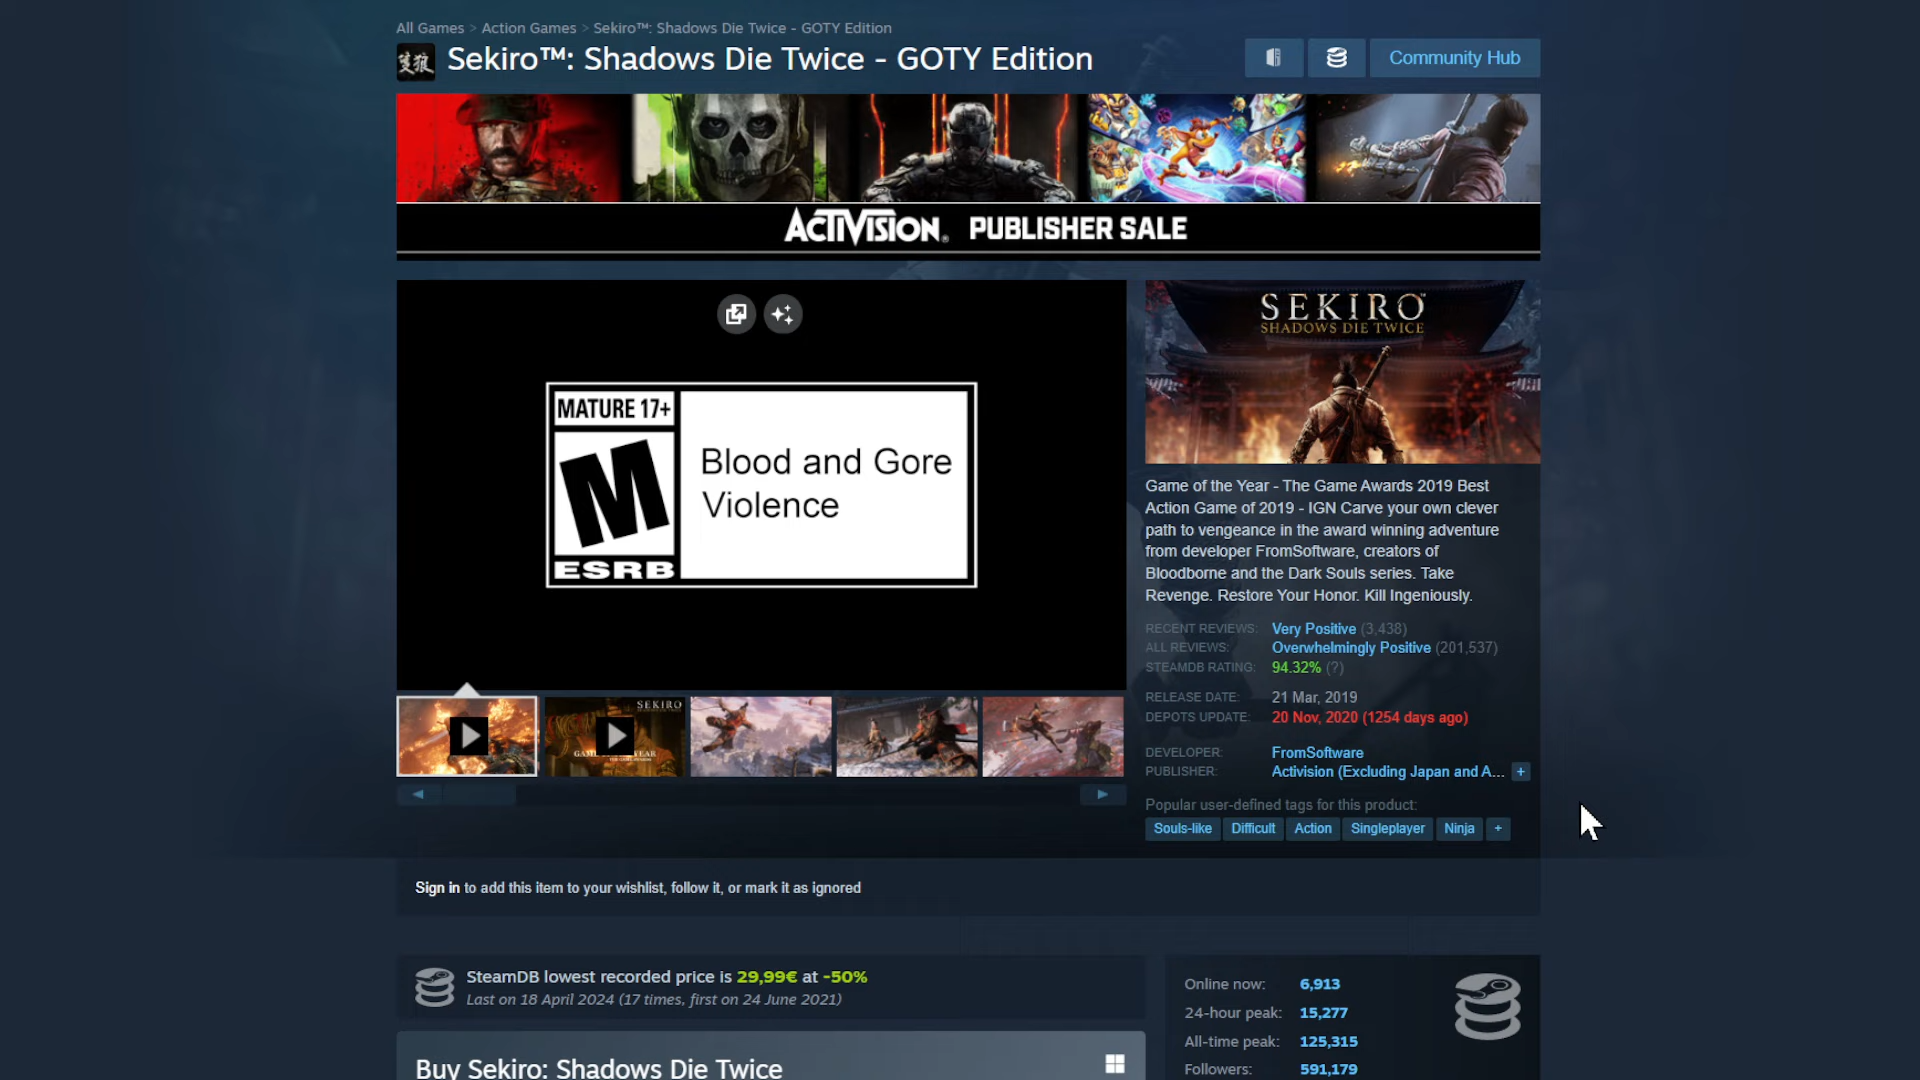 All Games > Action Games > Sekiro™: Shadows Die Twice - GOTY Edition
隻狼
Sekiro™: Shadows Die Twice - GOTY Edition
Community Hub
ACTIVISION® PUBLISHER SALE
MATURE 17+
M
ESRB
Blood and Gore
Violence
SEKIRO™
SHADOWS DIE TWICE
Game of the Year - The Game Awards 2019 Best
Action Game of 2019 - IGN Carve your own clever
path to vengeance in the award winning adventure
from developer FromSoftware, creators of
Bloodborne and the Dark Souls series. Take
Revenge. Restore Your Honor. Kill Ingeniously.
RECENT REVIEWS: Very Positive (3,438)
ALL REVIEWS: Overwhelmingly Positive (201,537)
STEAMDB RATING: 94.32% (?)
RELEASE DATE: 21 Mar, 2019
DEPOTS UPDATE: 20 Nov, 2020 (1254 days ago)
DEVELOPER: FromSoftware
PUBLISHER: Activision (Excluding Japan and A... +
Popular user-defined tags for this product:
Souls-like Difficult Action Singleplayer Ninja +
SEKIRO
Sign in to add this item to your wishlist, follow it, or mark it as ignored
SteamDB lowest recorded price is 29,99€ at -50%
Last on 18 April 2024 (17 times, first on 24 June 2021)
Buy Sekiro: Shadows Die Twice
Online now: 6,913
24-hour peak: 15,277
All-time peak: 125,315
Followers: 591,179